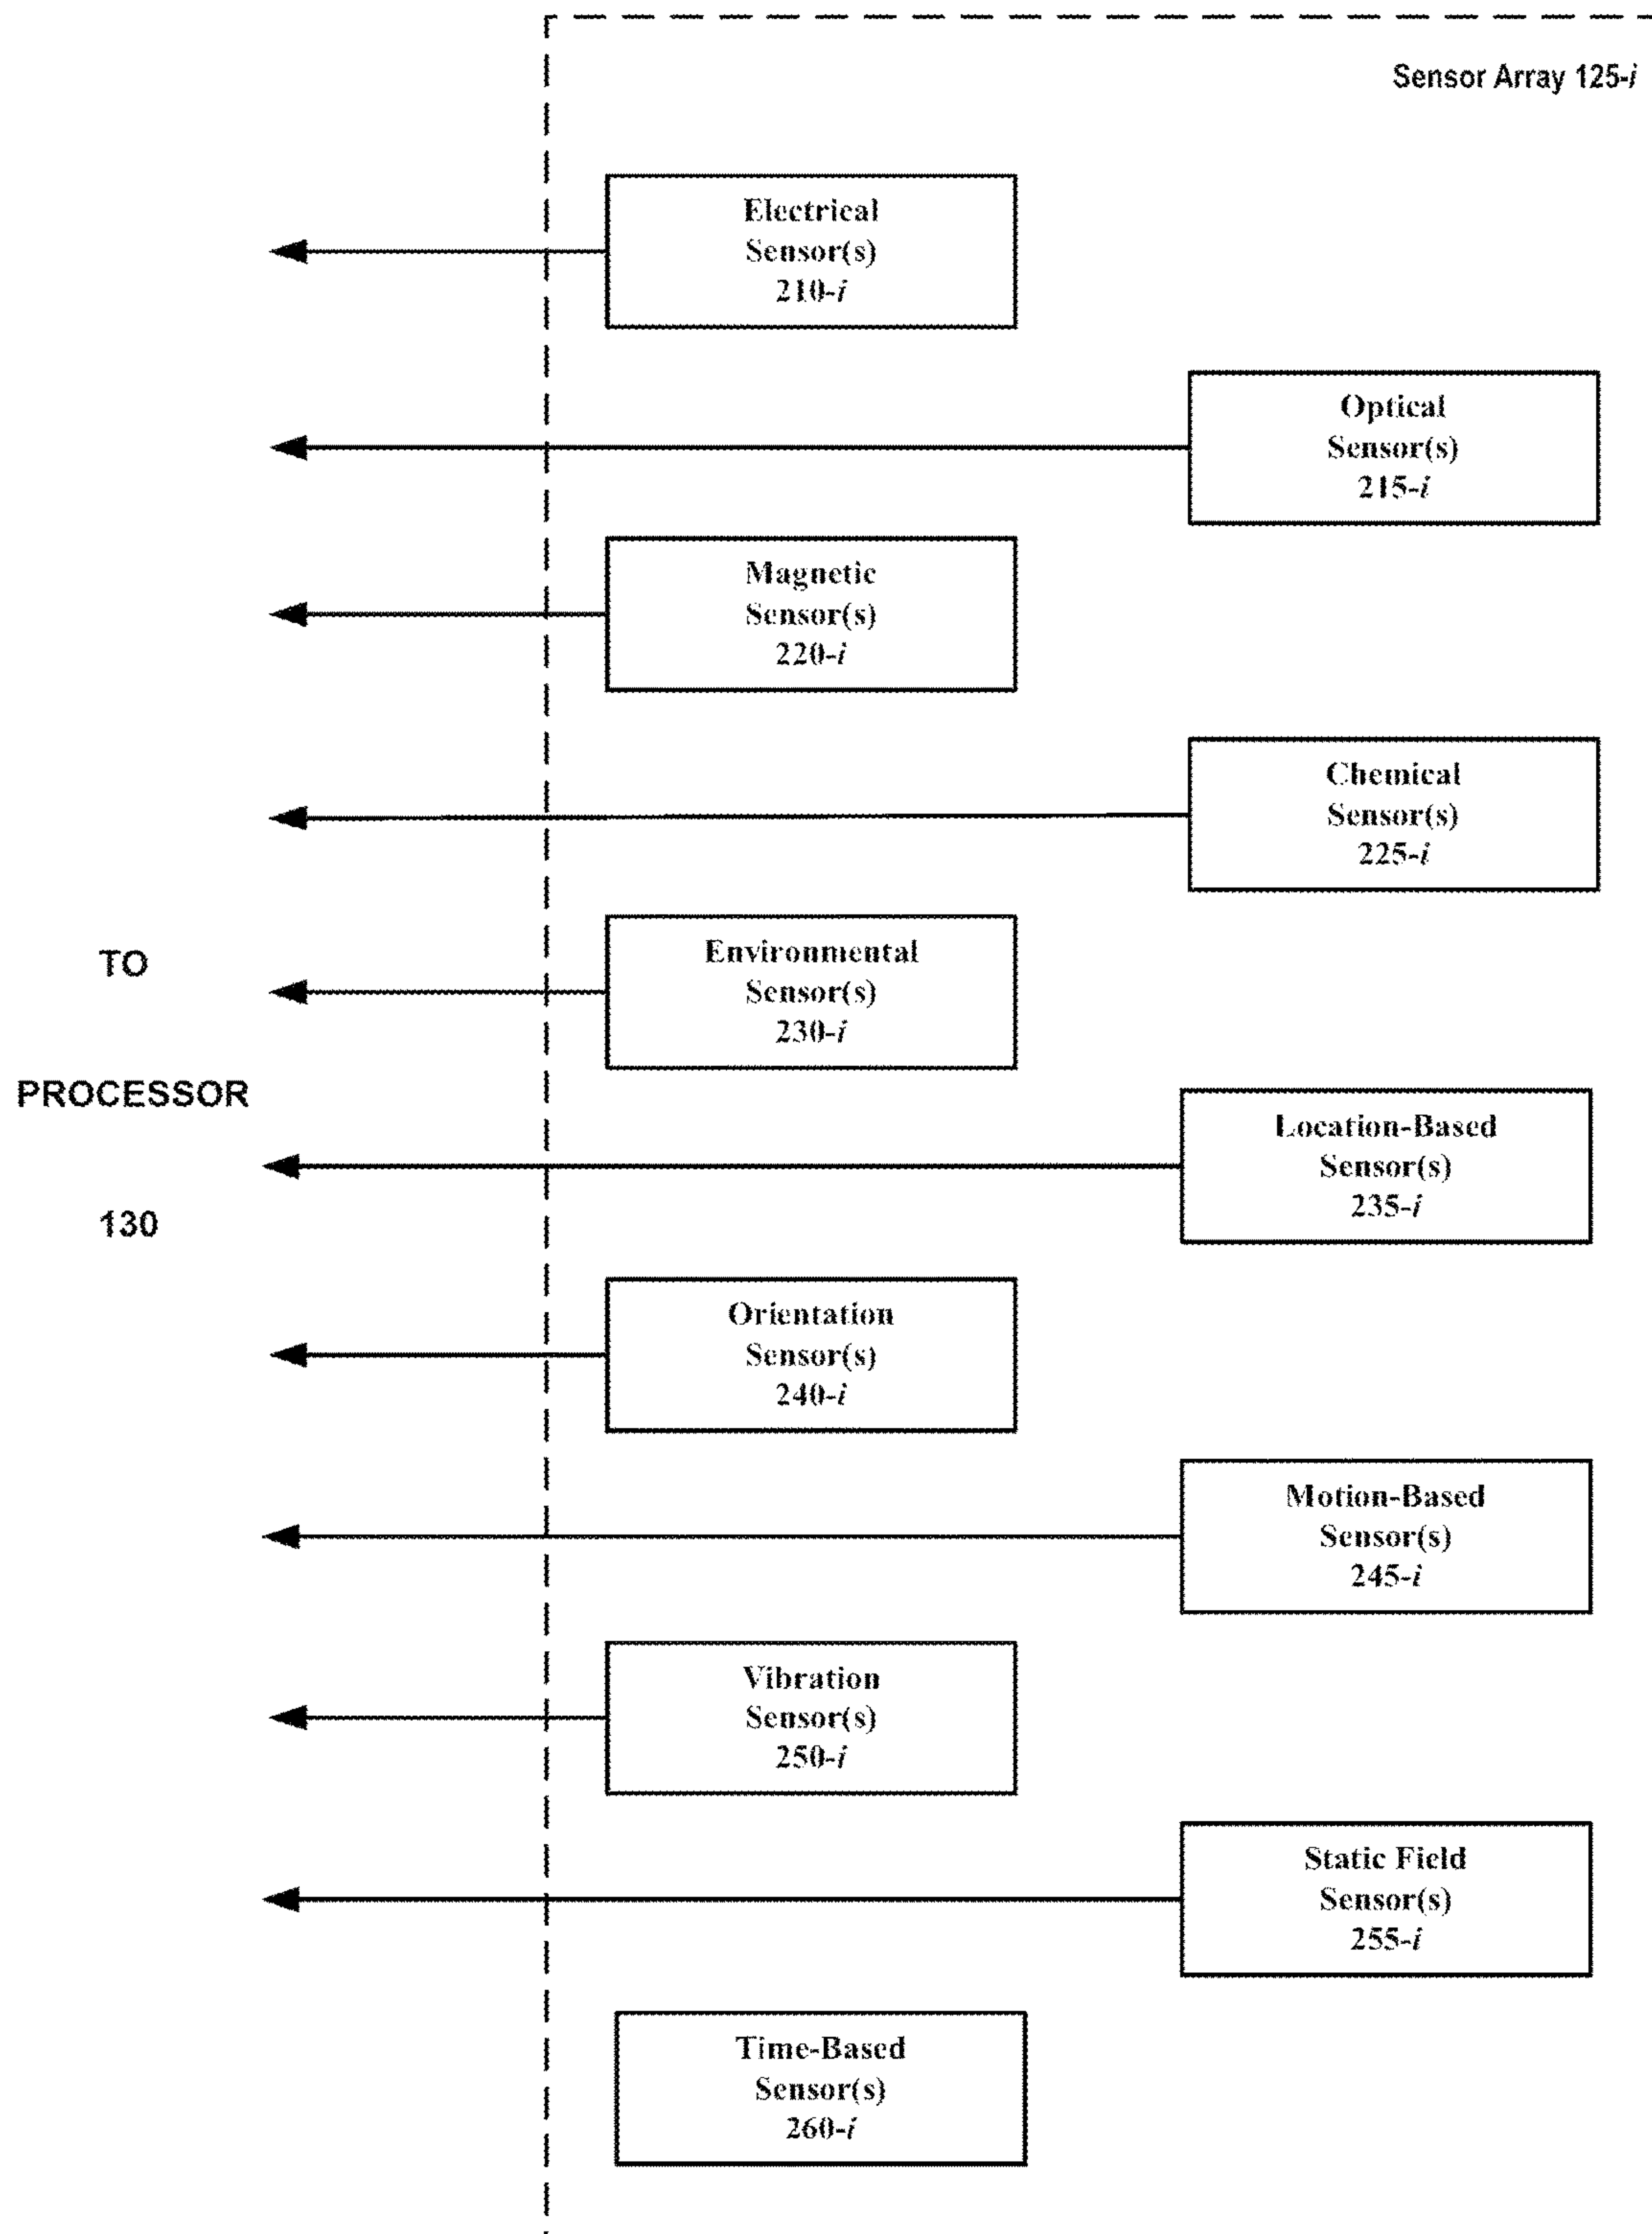 Sensor Array 125-i
Electrical
Sensor(s)
210-i
Optical
Sensor(s)
215-i
Magnetic
Sensor(s)
220-i
Chemical
Sensor(s)
225-i
Environmental
Sensor(s)
230-i
TO
PROCESSOR
130
Location-Based
Sensor(s)
235-i
Orientation
Sensor(s)
240-i
Motion-Based
Sensor(s)
245-i
Vibration
Sensor(s)
250-i
Static Field
Sensor(s)
255-i
Time-Based
Sensor(s)
260-i